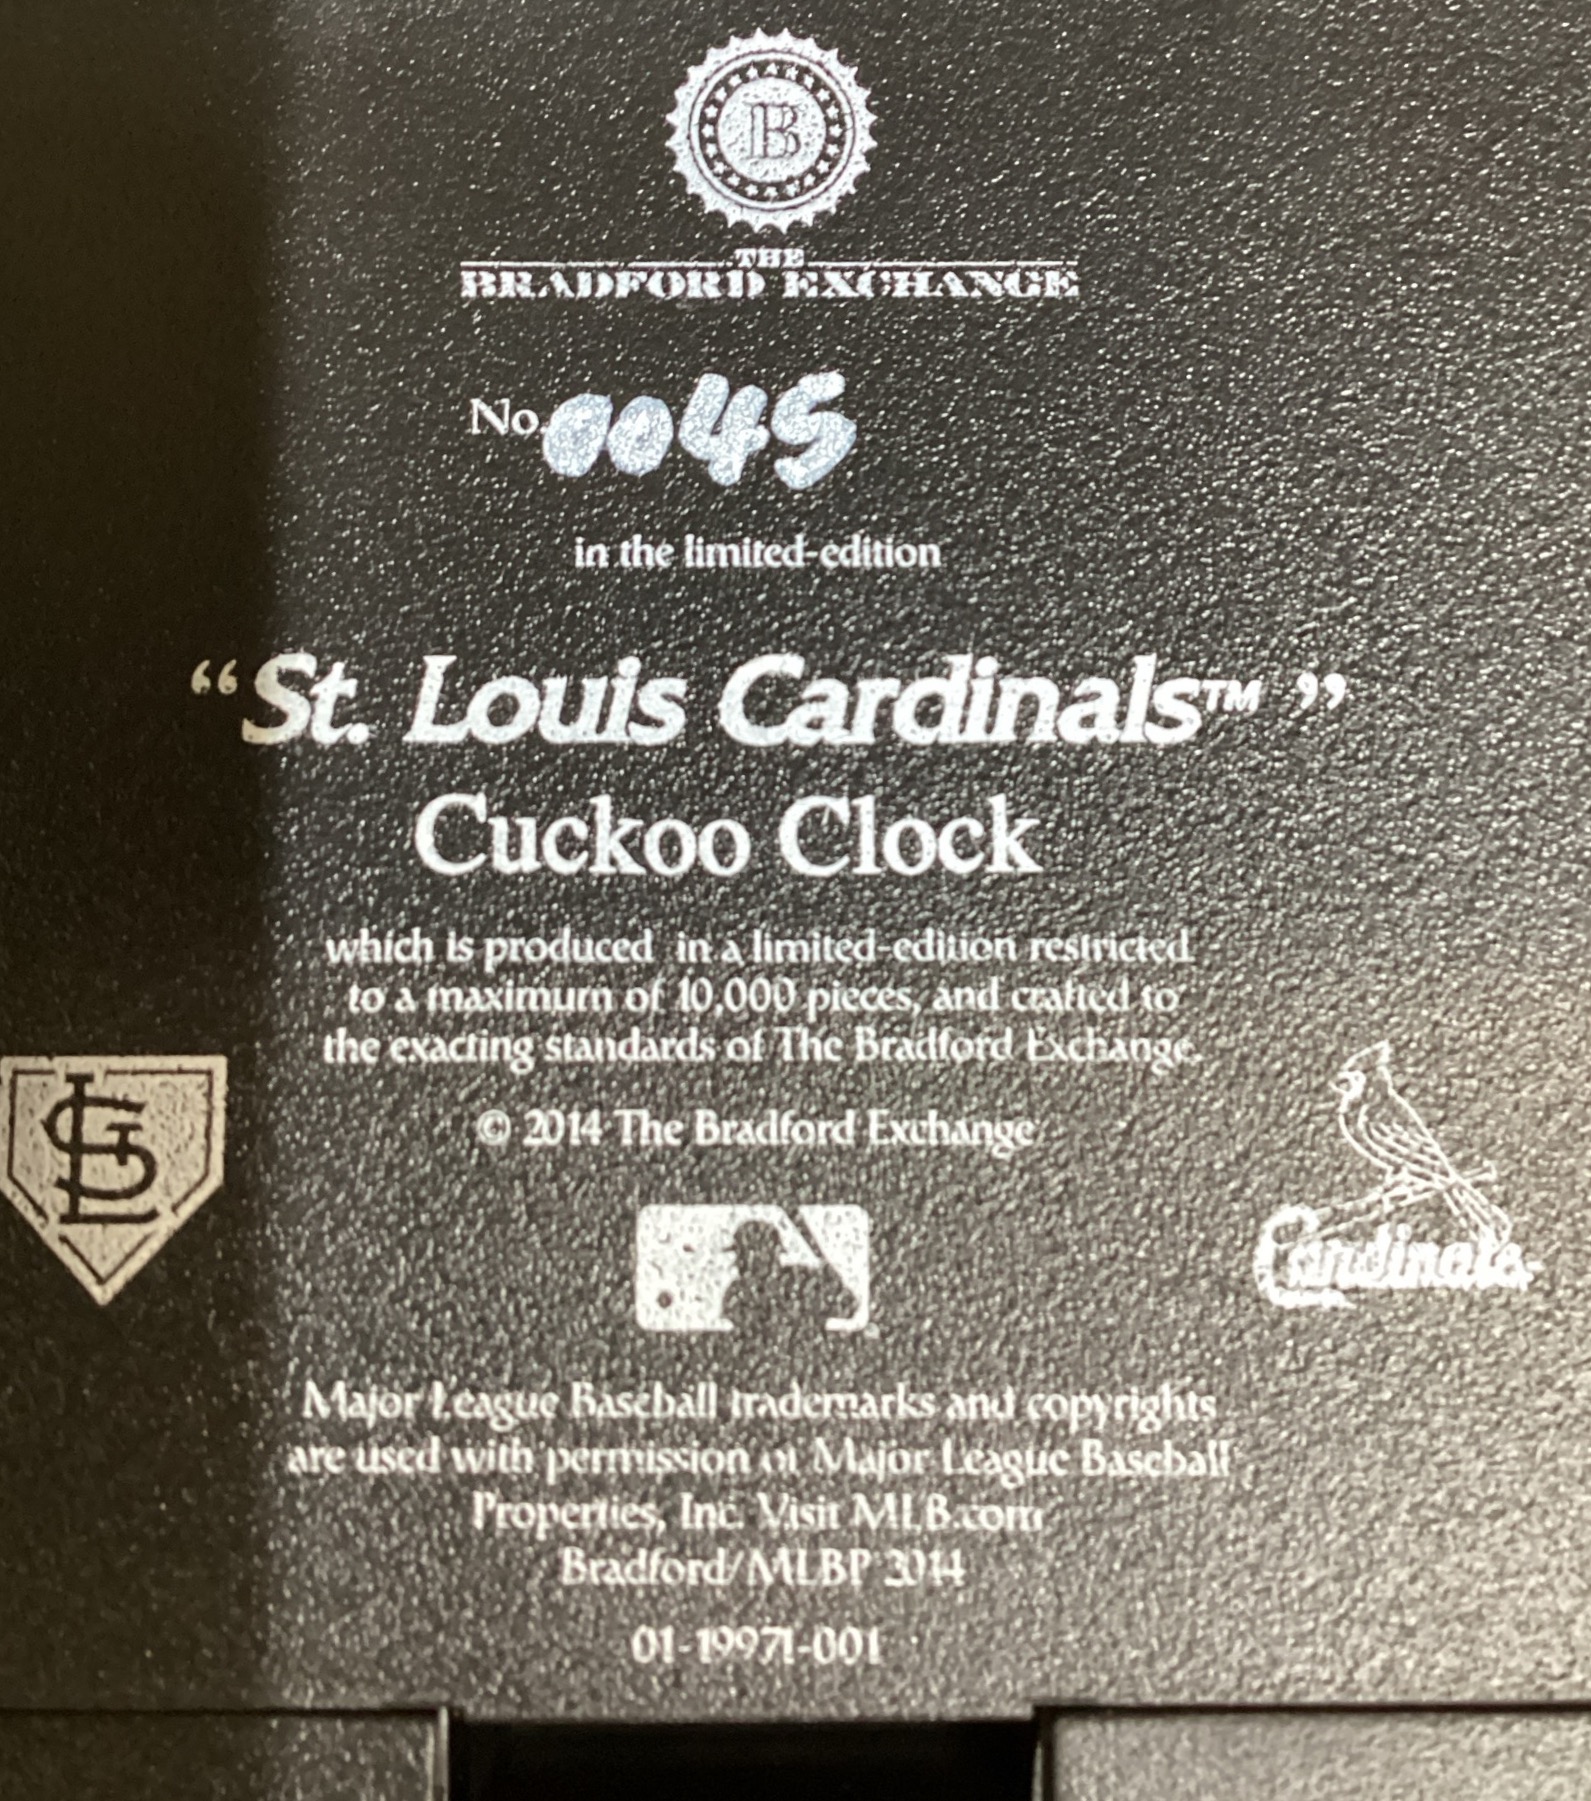 B
THE
BRADFORD EXCHANGE
No. 0045
in the limited-edition
“St. Louis Cardinals™ ”
Cuckoo Clock
which is produced in a limited-edition restricted
to a maximum of 10,000 pieces, and crafted to
the exacting standards of The Bradford Exchange.
© 2014 The Bradford Exchange
STL
Cardinals
Major League Baseball trademarks and copyrights
are used with permission of Major League Baseball
Properties, Inc. Visit MLB.com
Bradford/MLBP 2014
01-19971-001